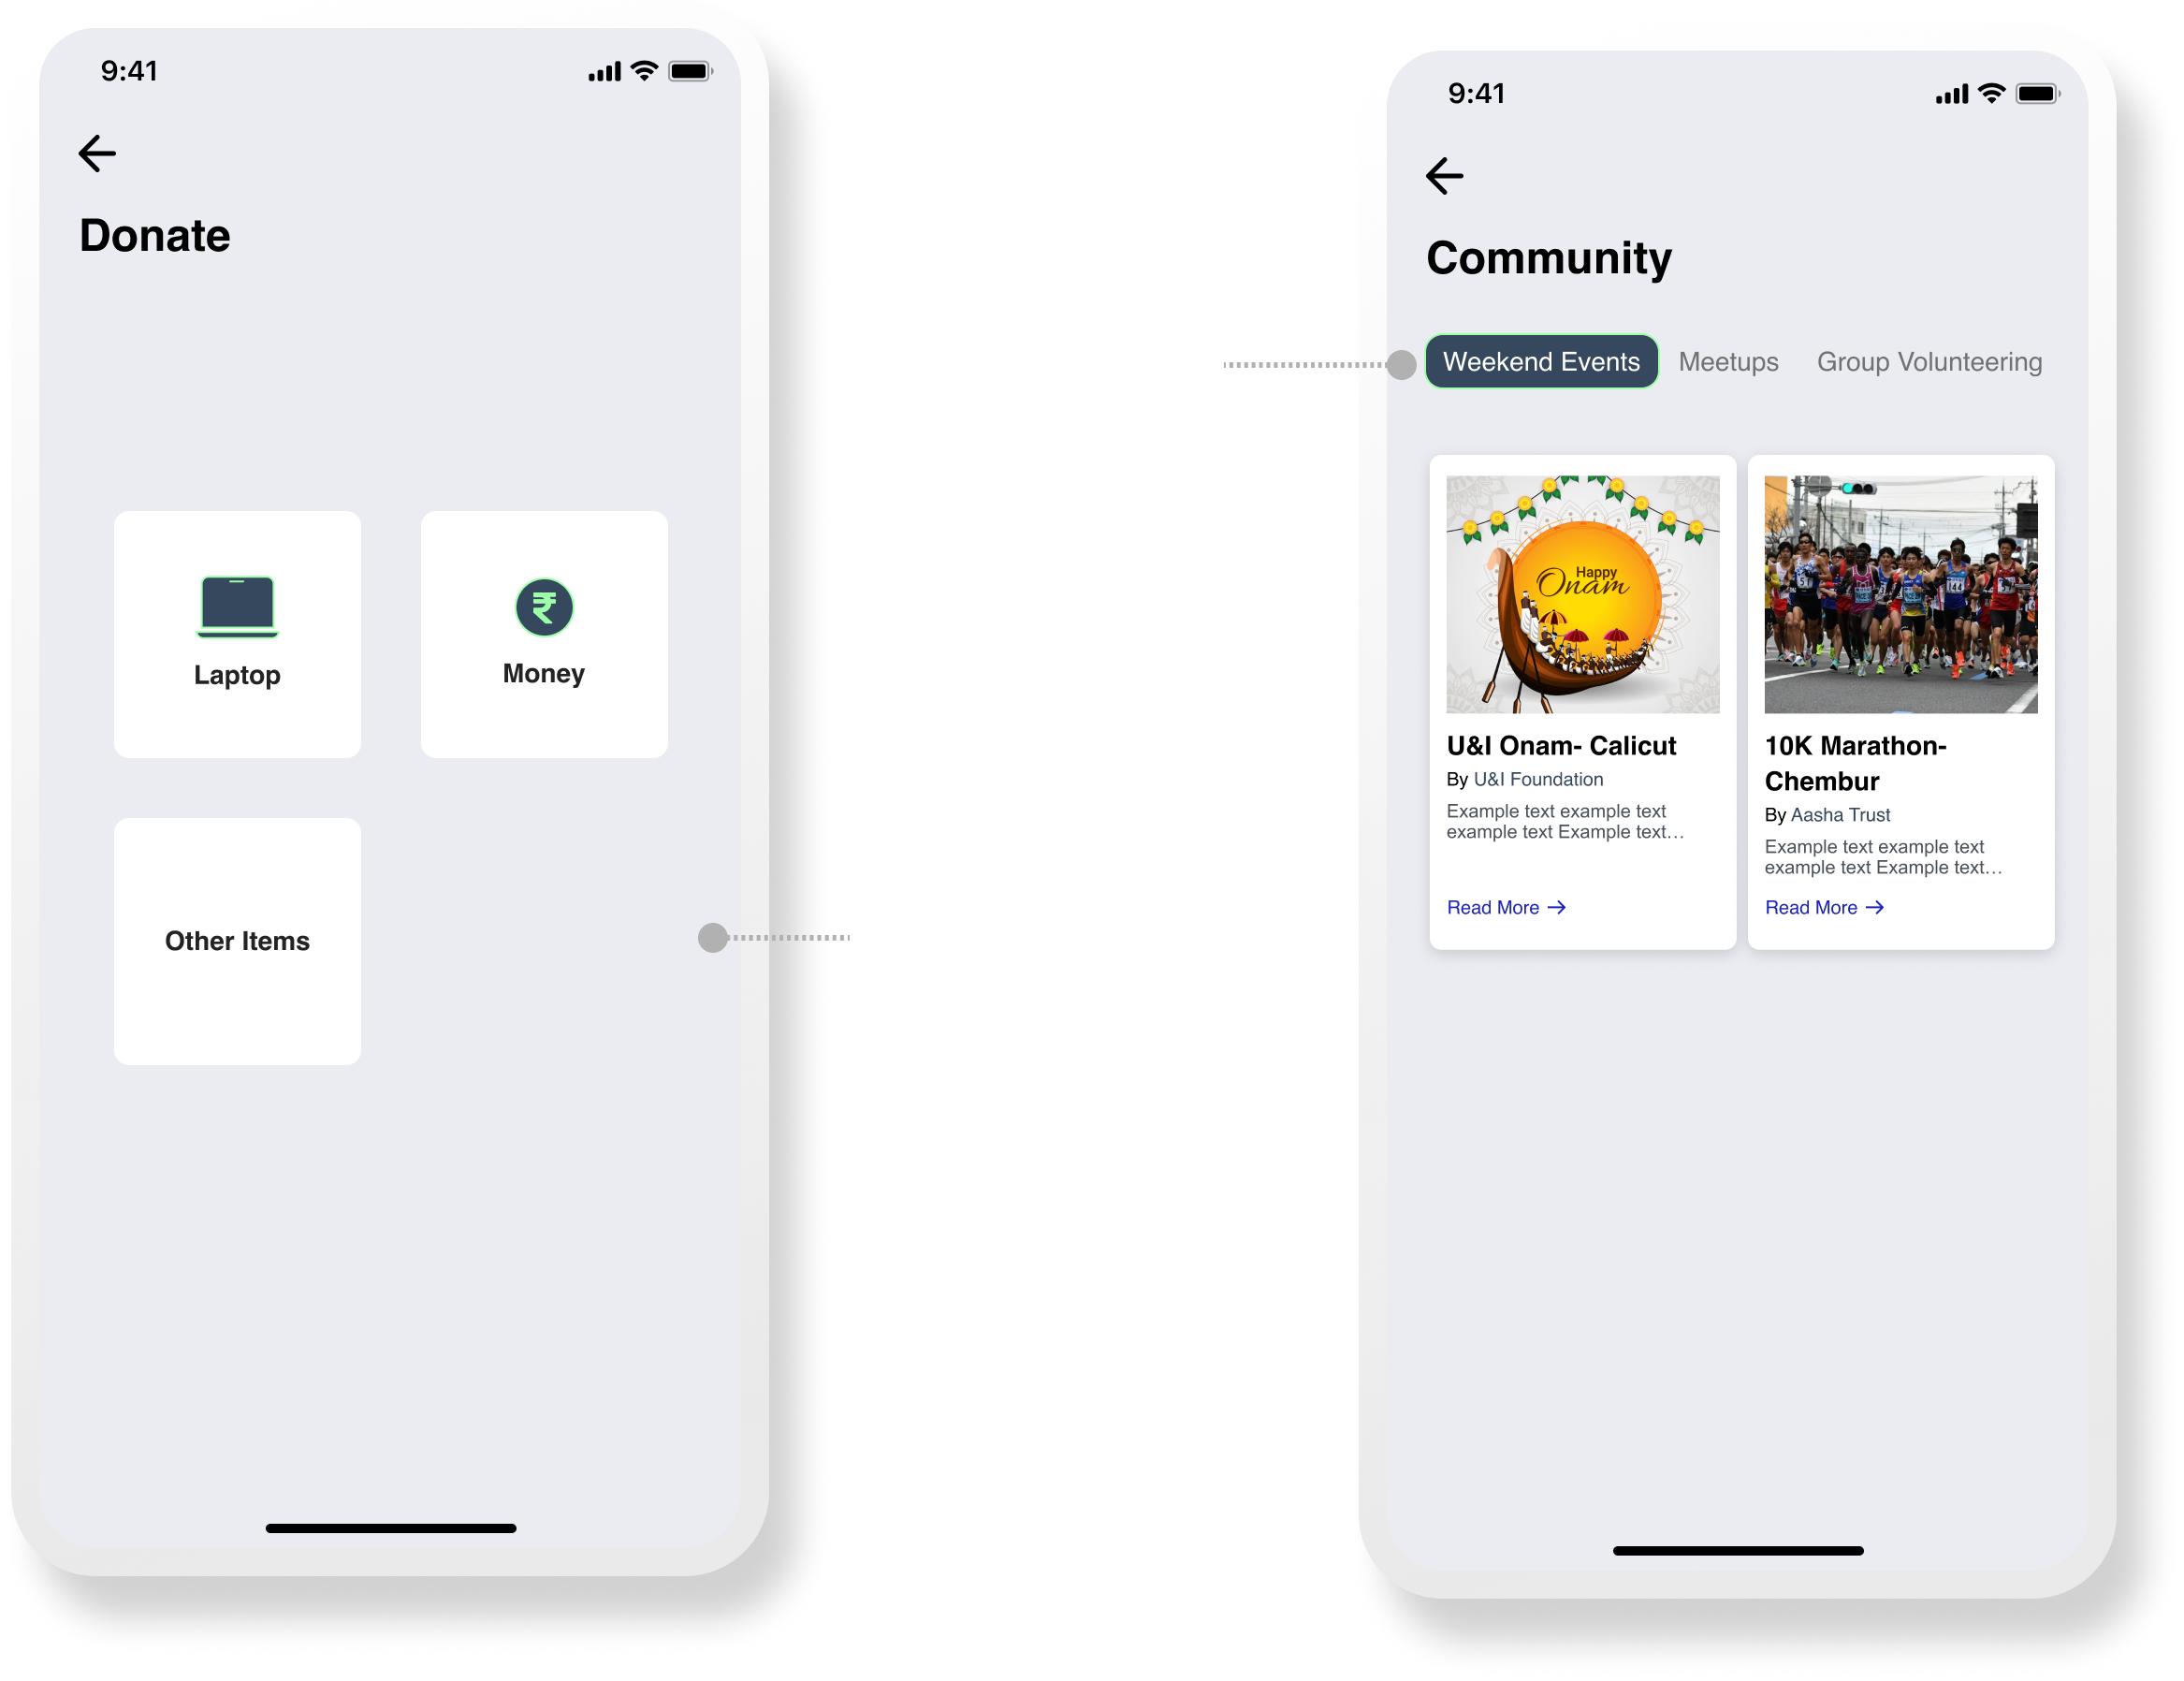 9:41
Donate
Laptop
Money
Other Items
9:41
Community
Weekend Events
Meetups
Group Volunteering
Happy
Onam
U&I Onam- Calicut
By U&I Foundation
Example text example text
example text Example text...
Read More →
51
144
10K Marathon-
Chembur
By Aasha Trust
Example text example text
example text Example text...
Read More →